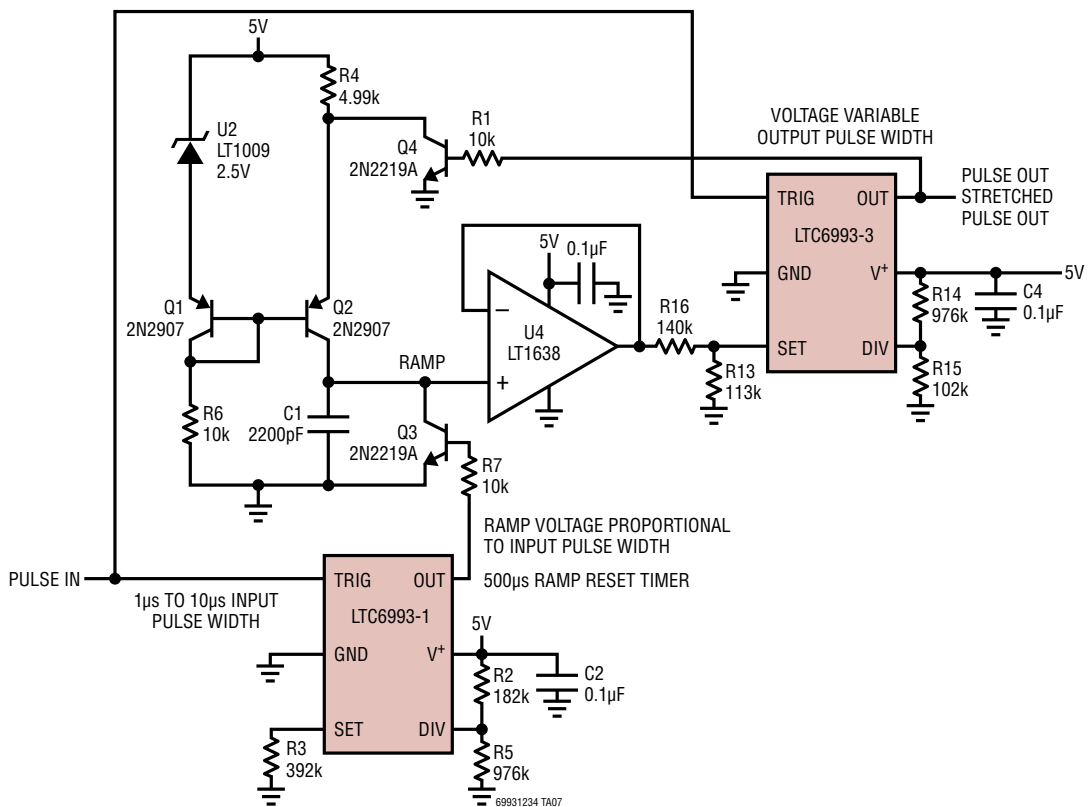 5V
R4
4.99k
U2
LT1009
2.5V
Q4
2N2219A
R1
10k
VOLTAGE VARIABLE
OUTPUT PULSE WIDTH
TRIG
OUT
LTC6993-3
GND
V+
SET
DIV
PULSE OUT
STRETCHED
PULSE OUT
5V
R14
976k
C4
0.1µF
R15
102k
Q1
2N2907
Q2
2N2907
5V
0.1µF
−
+
U4
LT1638
R16
140k
R13
113k
RAMP
R6
10k
C1
2200pF
Q3
2N2219A
R7
10k
RAMP VOLTAGE PROPORTIONAL
TO INPUT PULSE WIDTH
500µs RAMP RESET TIMER
PULSE IN
1µs TO 10µs INPUT
PULSE WIDTH
TRIG
OUT
LTC6993-1
GND
V+
SET
DIV
5V
R2
182k
C2
0.1µF
R3
392k
R5
976k
69931234 TA07